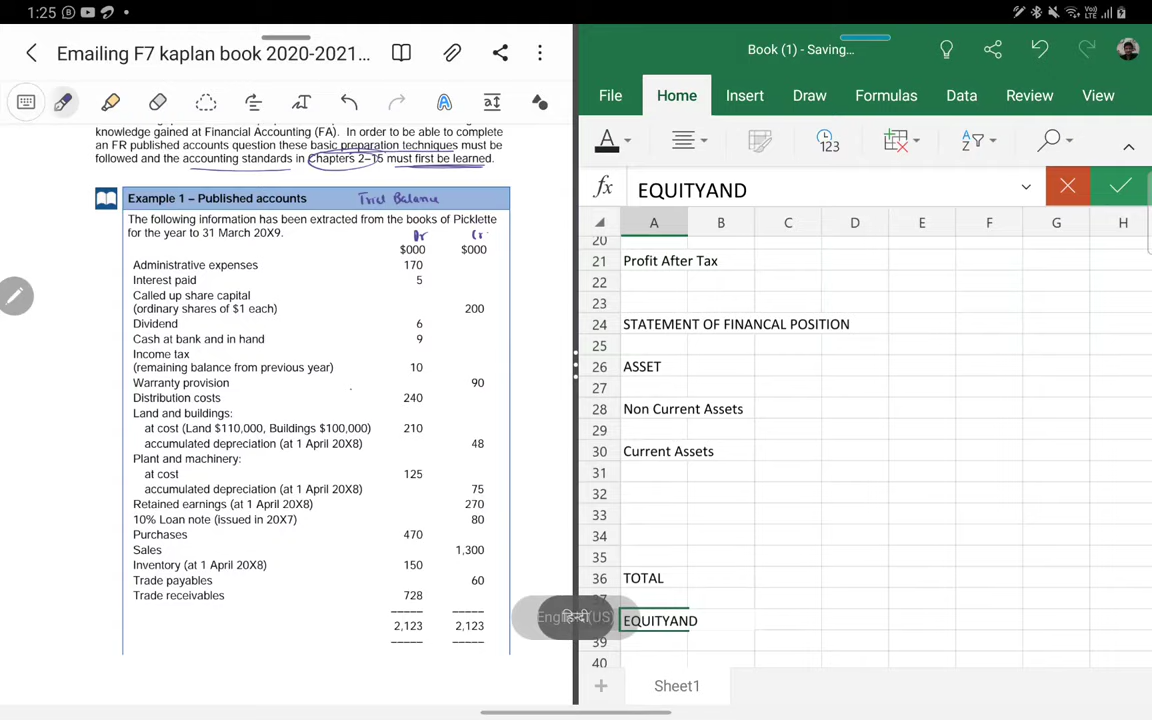 1:25
Emailing F7 kaplan book 2020-2021...
knowledge gained at Financial Accounting (FA). In order to be able to complete
an FR published accounts question these basic preparation techniques must be
followed and the accounting standards in Chapters 2–15 must first be learned.
Example 1 – Published accounts Trial Balance
The following information has been extracted from the books of Picklette
for the year to 31 March 20X9. Dr Cr
$000 $000
Administrative expenses 170
Interest paid 5
Called up share capital
(ordinary shares of $1 each) 200
Dividend 6
Cash at bank and in hand 9
Income tax
(remaining balance from previous year) 10
Warranty provision 90
Distribution costs 240
Land and buildings:
at cost (Land $110,000, Buildings $100,000) 210
accumulated depreciation (at 1 April 20X8) 48
Plant and machinery:
at cost 125
accumulated depreciation (at 1 April 20X8) 75
Retained earnings (at 1 April 20X8) 270
10% Loan note (issued in 20X7) 80
Purchases 470
Sales 1,300
Inventory (at 1 April 20X8) 150
Trade payables 60
Trade receivables 728
2,123 2,123
English(US) हिन्दी
Book (1) - Saving...
File Home Insert Draw Formulas Data Review View
A 123
fx EQUITYAND
A B C D E F G H
20
21 Profit After Tax
22
23
24 STATEMENT OF FINANCAL POSITION
25
26 ASSET
27
28 Non Current Assets
29
30 Current Assets
31
32
33
34
35
36 TOTAL
37
EQUITYAND
39
40
Sheet1